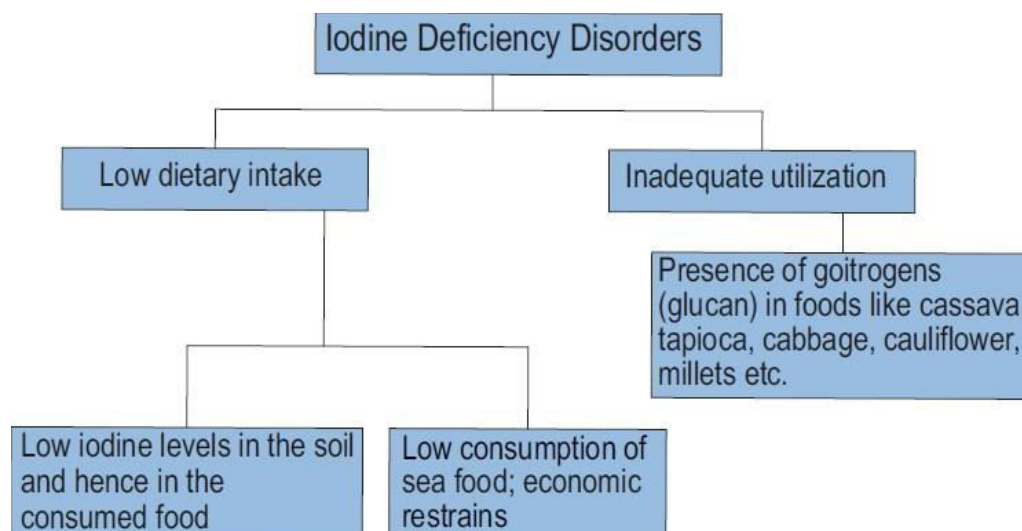 Iodine Deficiency Disorders
Low dietary intake
Inadequate utilization
Presence of goitrogens
(glucan) in foods like cassava
tapioca, cabbage, cauliflower,
millets etc.
Low iodine levels in the soil
and hence in the
consumed food
Low consumption of
sea food; economic
restrains